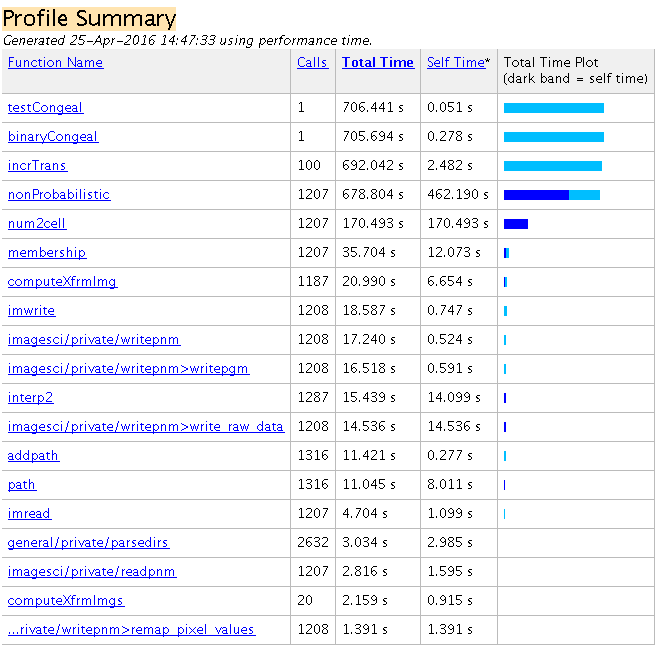 Profile Summary
Generated 25-Apr-2016 14:47:33 using performance time.
Function Name Calls Total Time Self Time* Total Time Plot
(dark band = self time)
testCongeal 1 706.441 s 0.051 s
binaryCongeal 1 705.694 s 0.278 s
incrTrans 100 692.042 s 2.482 s
nonProbabilistic 1207 678.804 s 462.190 s
num2cell 1207 170.493 s 170.493 s
membership 1207 35.704 s 12.073 s
computeXfrmImg 1187 20.990 s 6.654 s
imwrite 1208 18.587 s 0.747 s
imagesci/private/writepnm 1208 17.240 s 0.524 s
imagesci/private/writepnm>writepgm 1208 16.518 s 0.591 s
interp2 1287 15.439 s 14.099 s
imagesci/private/writepnm>write_raw_data 1208 14.536 s 14.536 s
addpath 1316 11.421 s 0.277 s
path 1316 11.045 s 8.011 s
imread 1207 4.704 s 1.099 s
general/private/parsedirs 2632 3.034 s 2.985 s
imagesci/private/readpnm 1207 2.816 s 1.595 s
computeXfrmImgs 20 2.159 s 0.915 s
...rivate/writepnm>remap_pixel_values 1208 1.391 s 1.391 s